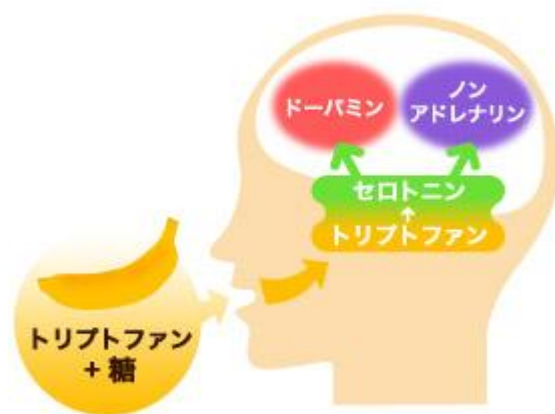 ドーパミン
ノン
アドレナリン
セロトニン
↑
トリプトファン
トリプトファン
+ 糖